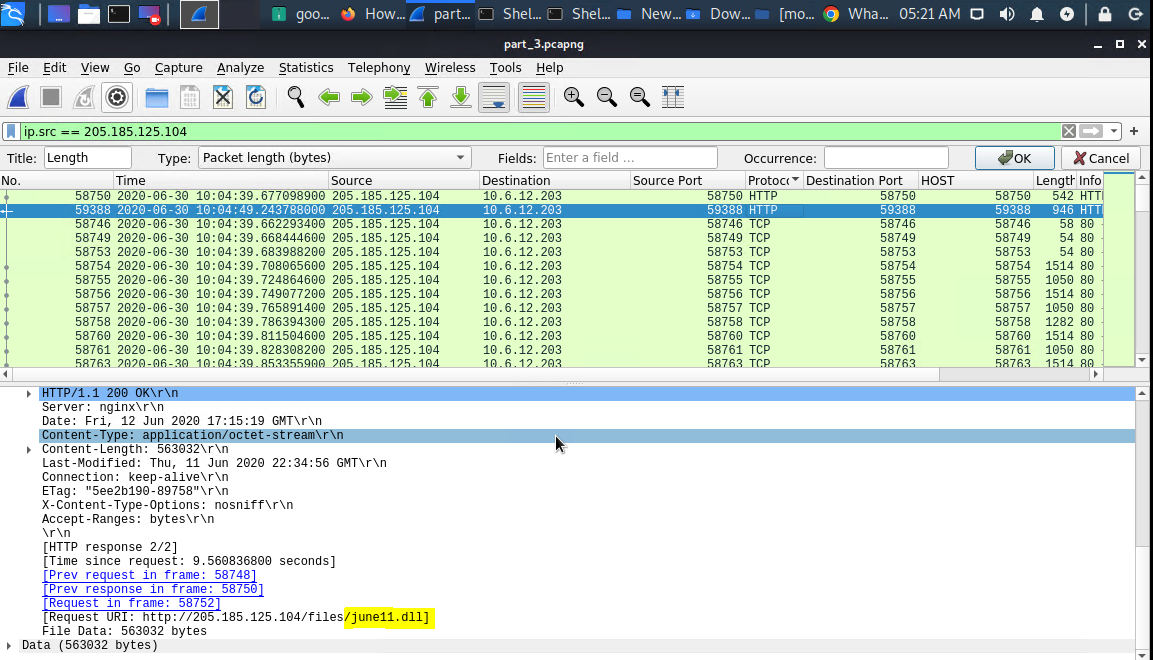 goo... How... part... Shel... Shel... New... Dow... [mo... Wha... 05:21 AM
part_3.pcapng
File Edit View Go Capture Analyze Statistics Telephony Wireless Tools Help
ip.src == 205.185.125.104
Title: Length Type: Packet length (bytes) Fields: Enter a field ... Occurrence: OK Cancel
No. Time Source Destination Source Port Protoc Destination Port HOST Length Info
58750 2020-06-30 10:04:39.677098900 205.185.125.104 10.6.12.203 58750 HTTP 58750 58750 542 HTT
59388 2020-06-30 10:04:49.243788000 205.185.125.104 10.6.12.203 59388 HTTP 59388 59388 946 HTT
58746 2020-06-30 10:04:39.662293400 205.185.125.104 10.6.12.203 58746 TCP 58746 58746 58 80
58749 2020-06-30 10:04:39.668444600 205.185.125.104 10.6.12.203 58749 TCP 58749 58749 54 80
58753 2020-06-30 10:04:39.683988200 205.185.125.104 10.6.12.203 58753 TCP 58753 58753 54 80
58754 2020-06-30 10:04:39.708065600 205.185.125.104 10.6.12.203 58754 TCP 58754 58754 1514 80
58755 2020-06-30 10:04:39.724864600 205.185.125.104 10.6.12.203 58755 TCP 58755 58755 1050 80
58756 2020-06-30 10:04:39.749077200 205.185.125.104 10.6.12.203 58756 TCP 58756 58756 1514 80
58757 2020-06-30 10:04:39.765891400 205.185.125.104 10.6.12.203 58757 TCP 58757 58757 1050 80
58758 2020-06-30 10:04:39.786394300 205.185.125.104 10.6.12.203 58758 TCP 58758 58758 1282 80
58760 2020-06-30 10:04:39.811504600 205.185.125.104 10.6.12.203 58760 TCP 58760 58760 1514 80
58761 2020-06-30 10:04:39.828308200 205.185.125.104 10.6.12.203 58761 TCP 58761 58761 1050 80
58763 2020-06-30 10:04:39.853355900 205.185.125.104 10.6.12.203 58763 TCP 58763 58763 1514 80
HTTP/1.1 200 OK\r\n
Server: nginx\r\n
Date: Fri, 12 Jun 2020 17:15:19 GMT\r\n
Content-Type: application/octet-stream\r\n
Content-Length: 563032\r\n
Last-Modified: Thu, 11 Jun 2020 22:34:56 GMT\r\n
Connection: keep-alive\r\n
ETag: "5ee2b190-89758"\r\n
X-Content-Type-Options: nosniff\r\n
Accept-Ranges: bytes\r\n
\r\n
[HTTP response 2/2]
[Time since request: 9.560836800 seconds]
[Prev request in frame: 58748]
[Prev response in frame: 58750]
[Request in frame: 58752]
[Request URI: http://205.185.125.104/files/june11.dll]
File Data: 563032 bytes
Data (563032 bytes)